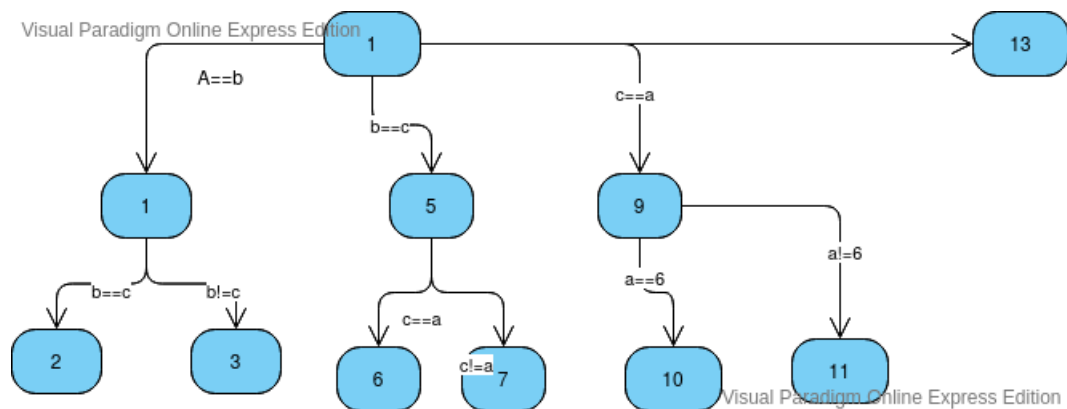 Visual Paradigm Online Express Edition
1
13
A==b
c==a
b==c
1
5
9
a!=6
b==c
b!=c
a==6
c==a
2
3
6
c!=a
7
10
11
Visual Paradigm Online Express Edition